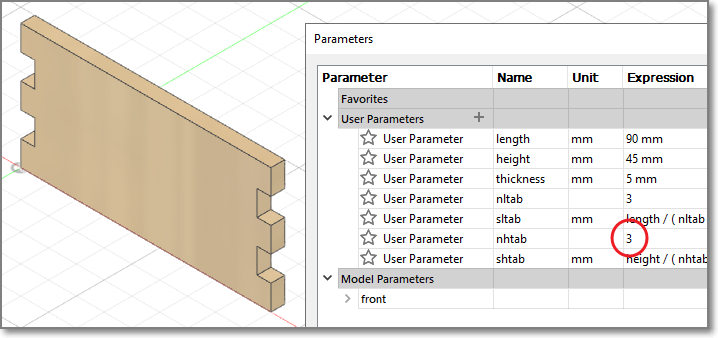 Parameters
Parameter Name Unit Expression
Favorites
User Parameters +
User Parameter length mm 90 mm
User Parameter height mm 45 mm
User Parameter thickness mm 5 mm
User Parameter nltab 3
User Parameter sltab mm length / ( nltab
User Parameter nhtab 3
User Parameter shtab mm height / ( nhtab
Model Parameters
front